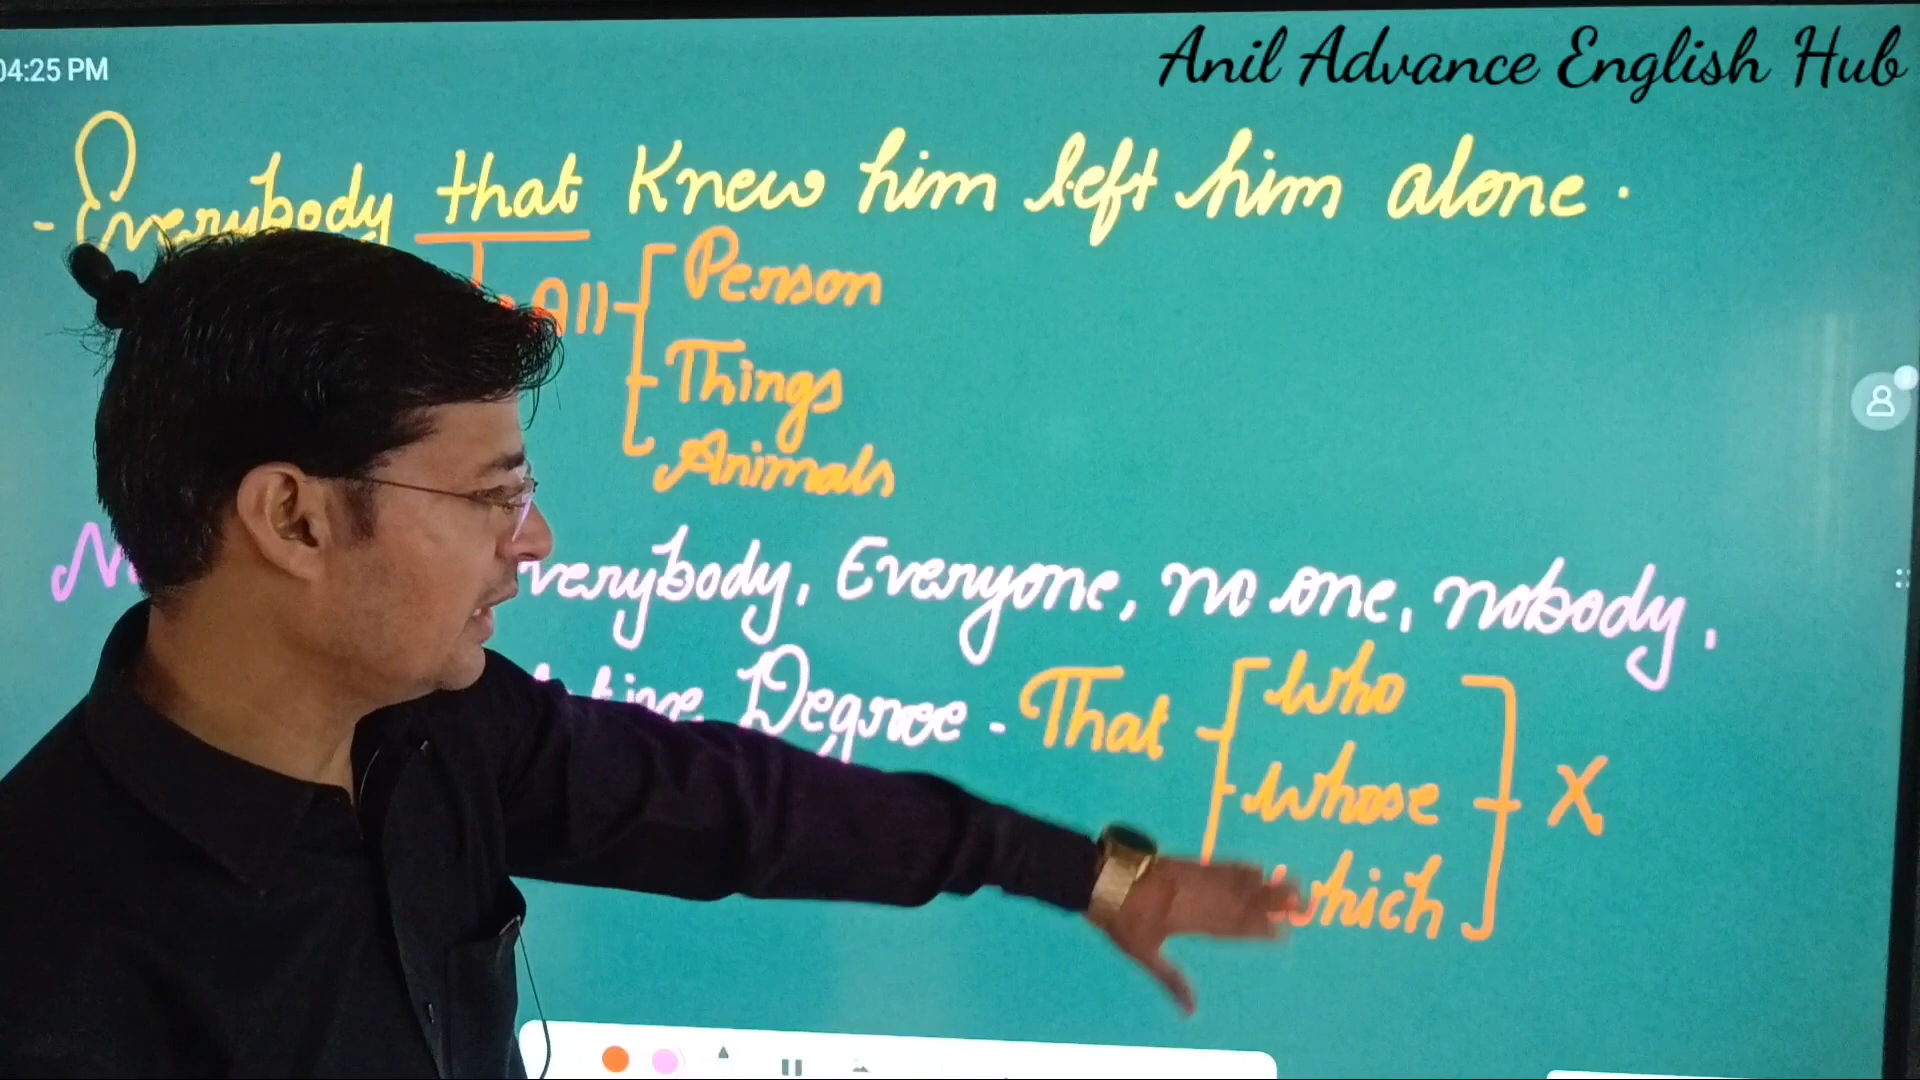 04:25 PM
Anil Advance English Hub
- Everybody that Knew him left him alone.
All
Person
Things
Animals
verybody, Everyone, no one, nobody,
Degree - That
Who
Whose
which
X